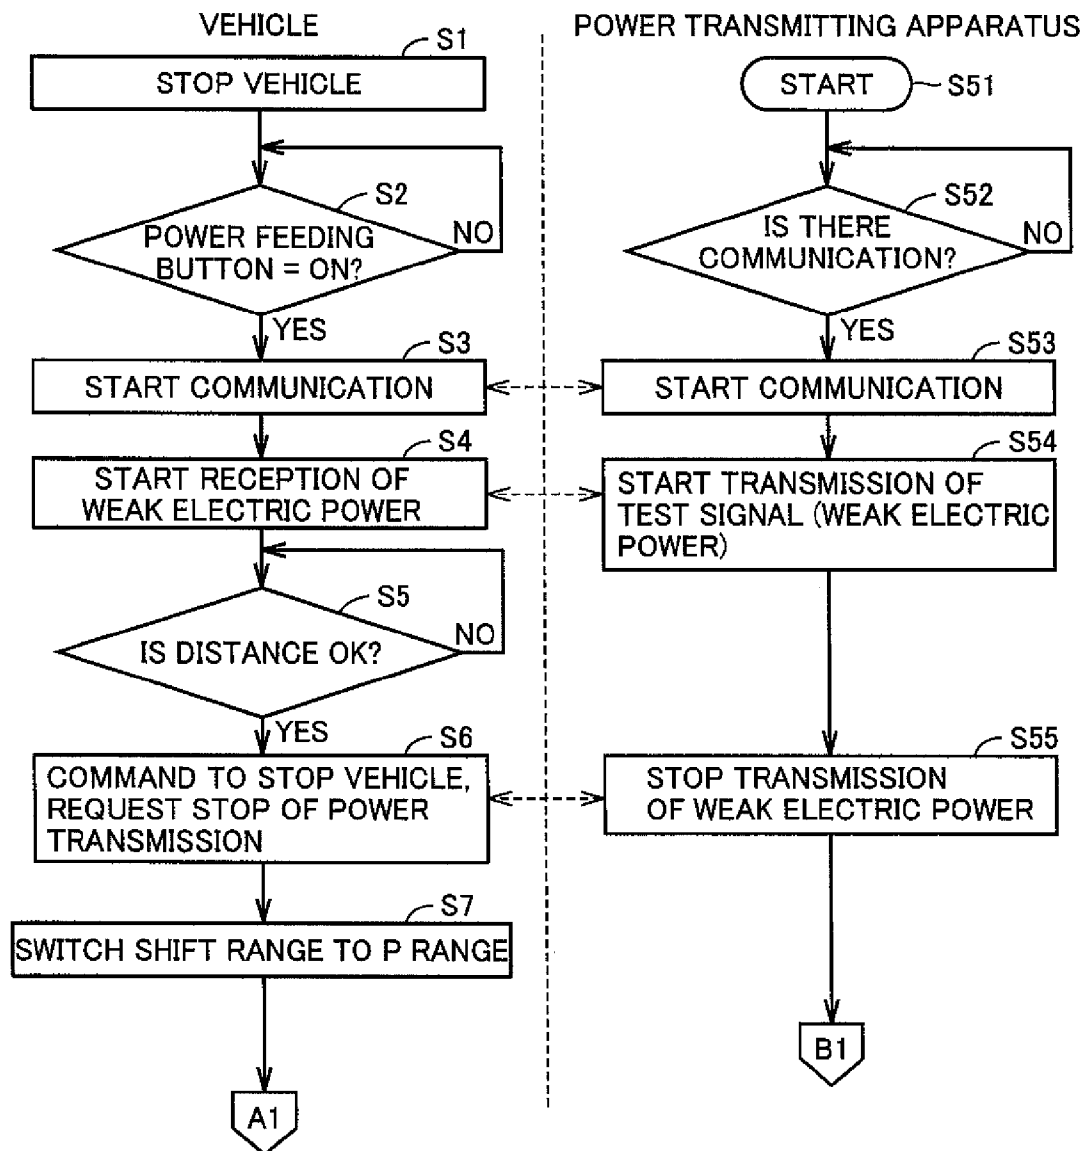 VEHICLE
S1
STOP VEHICLE
S2
POWER FEEDING
BUTTON = ON?
NO
YES
S3
START COMMUNICATION
S4
START RECEPTION OF
WEAK ELECTRIC POWER
S5
IS DISTANCE OK?
NO
YES
S6
COMMAND TO STOP VEHICLE,
REQUEST STOP OF POWER
TRANSMISSION
S7
SWITCH SHIFT RANGE TO P RANGE
A1
POWER TRANSMITTING APPARATUS
START
S51
S52
IS THERE
COMMUNICATION?
NO
YES
S53
START COMMUNICATION
S54
START TRANSMISSION OF
TEST SIGNAL (WEAK ELECTRIC
POWER)
S55
STOP TRANSMISSION
OF WEAK ELECTRIC POWER
B1